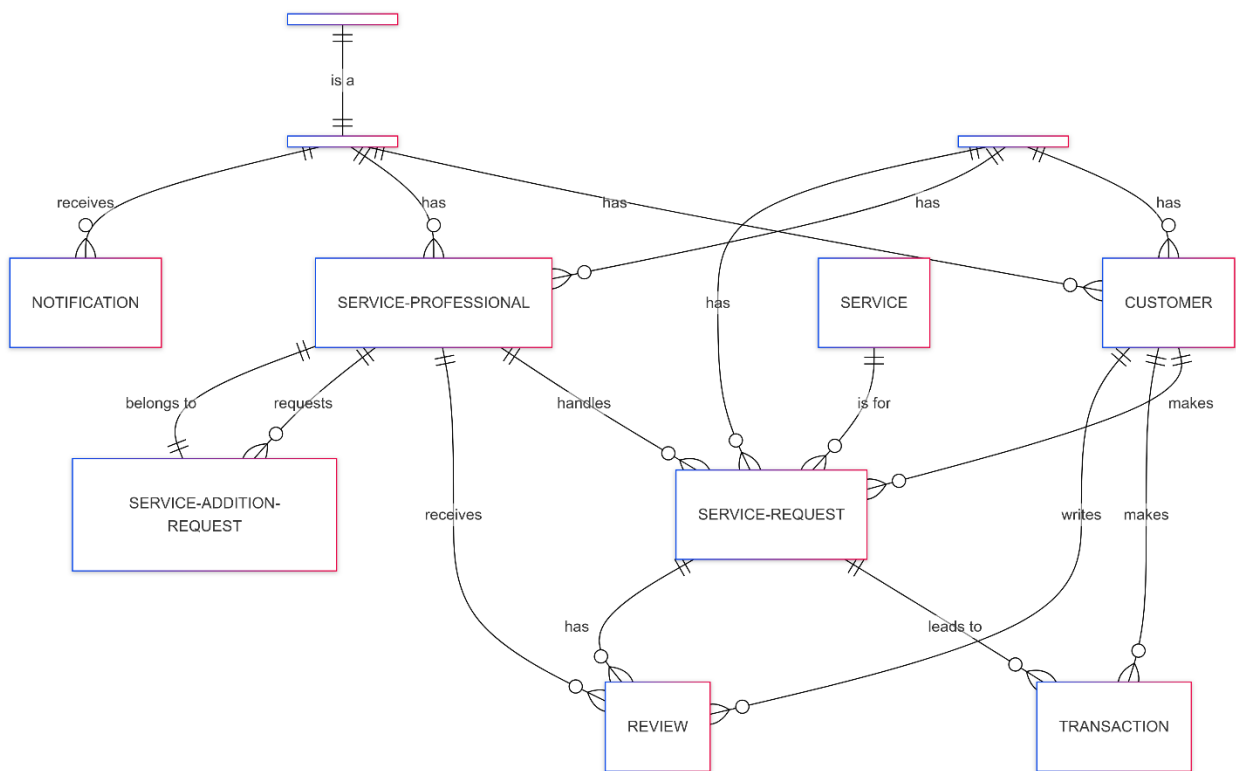 is a
receives
has
has
has
has
NOTIFICATION
SERVICE-PROFESSIONAL
has
SERVICE
CUSTOMER
belongs to
requests
handles
is for
makes
SERVICE-ADDITION-
REQUEST
receives
SERVICE-REQUEST
writes
makes
has
leads to
REVIEW
TRANSACTION